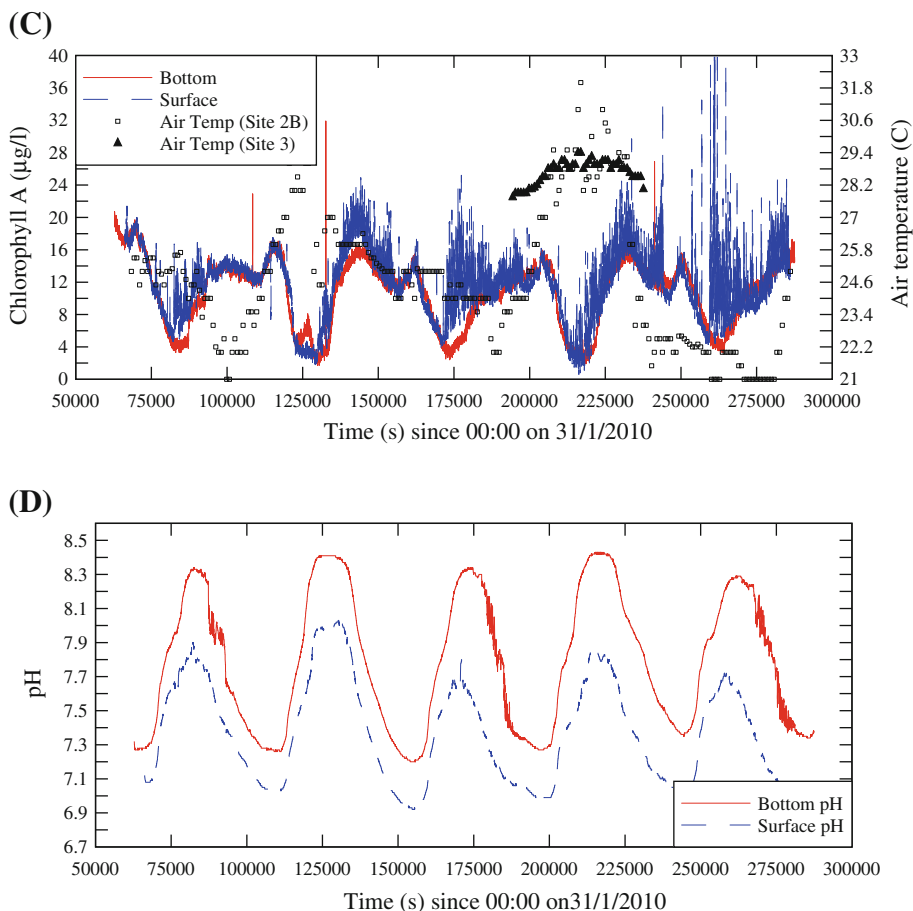 (C)
Chlorophyll A (µg/l)
40
36
32
28
24
20
16
12
8
4
0
Bottom
Surface
Air Temp (Site 2B)
Air Temp (Site 3)
33
31.8
30.6
29.4
28.2
27
25.8
24.6
23.4
22.2
21
Air temperature (C)
50000 75000 100000 125000 150000 175000 200000 225000 250000 275000 300000
Time (s) since 00:00 on 31/1/2010
(D)
pH
8.5
8.3
8.1
7.9
7.7
7.5
7.3
7.1
6.9
6.7
Bottom pH
Surface pH
50000 75000 100000 125000 150000 175000 200000 225000 250000 275000 300000
Time (s) since 00:00 on31/1/2010